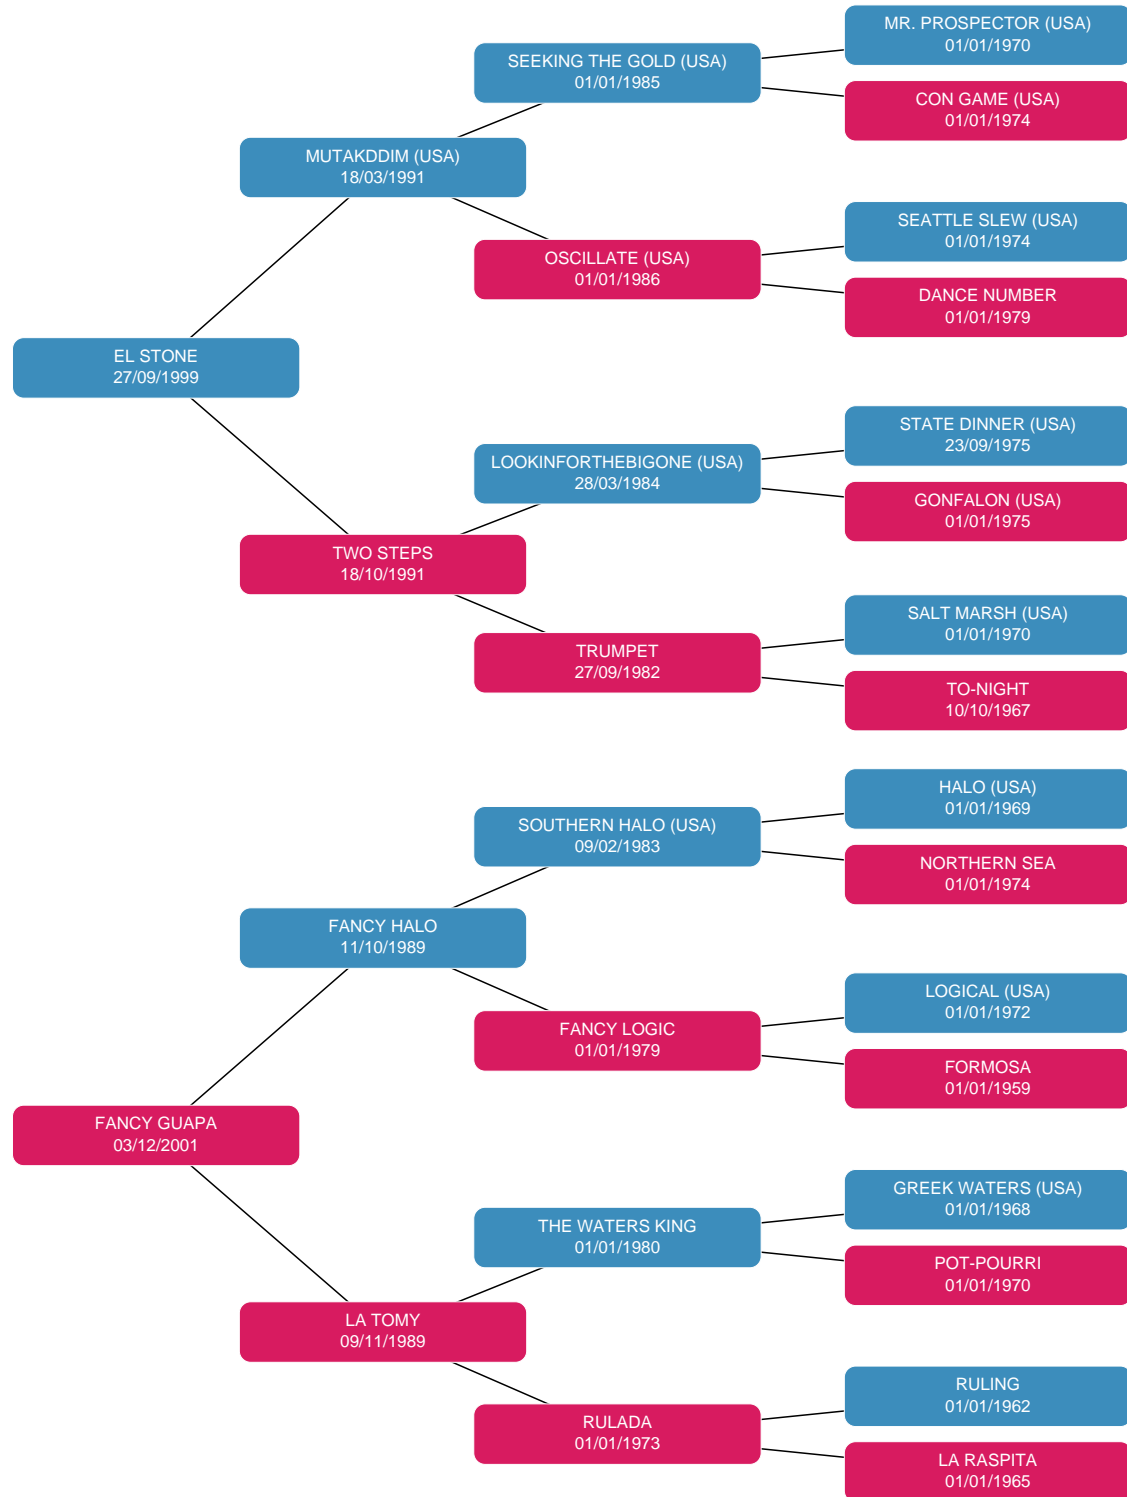 MR. PROSPECTOR (USA)
01/01/1970
SEEKING THE GOLD (USA)
01/01/1985
CON GAME (USA)
01/01/1974
MUTAKDDIM (USA)
18/03/1991
SEATTLE SLEW (USA)
01/01/1974
OSCILLATE (USA)
01/01/1986
DANCE NUMBER
01/01/1979
EL STONE
27/09/1999
STATE DINNER (USA)
23/09/1975
LOOKINFORTHEBIGONE (USA)
28/03/1984
GONFALON (USA)
01/01/1975
TWO STEPS
18/10/1991
SALT MARSH (USA)
01/01/1970
TRUMPET
27/09/1982
TO-NIGHT
10/10/1967
HALO (USA)
01/01/1969
SOUTHERN HALO (USA)
09/02/1983
NORTHERN SEA
01/01/1974
FANCY HALO
11/10/1989
LOGICAL (USA)
01/01/1972
FANCY LOGIC
01/01/1979
FORMOSA
01/01/1959
FANCY GUAPA
03/12/2001
GREEK WATERS (USA)
01/01/1968
THE WATERS KING
01/01/1980
POT-POURRI
01/01/1970
LA TOMY
09/11/1989
RULING
01/01/1962
RULADA
01/01/1973
LA RASPITA
01/01/1965